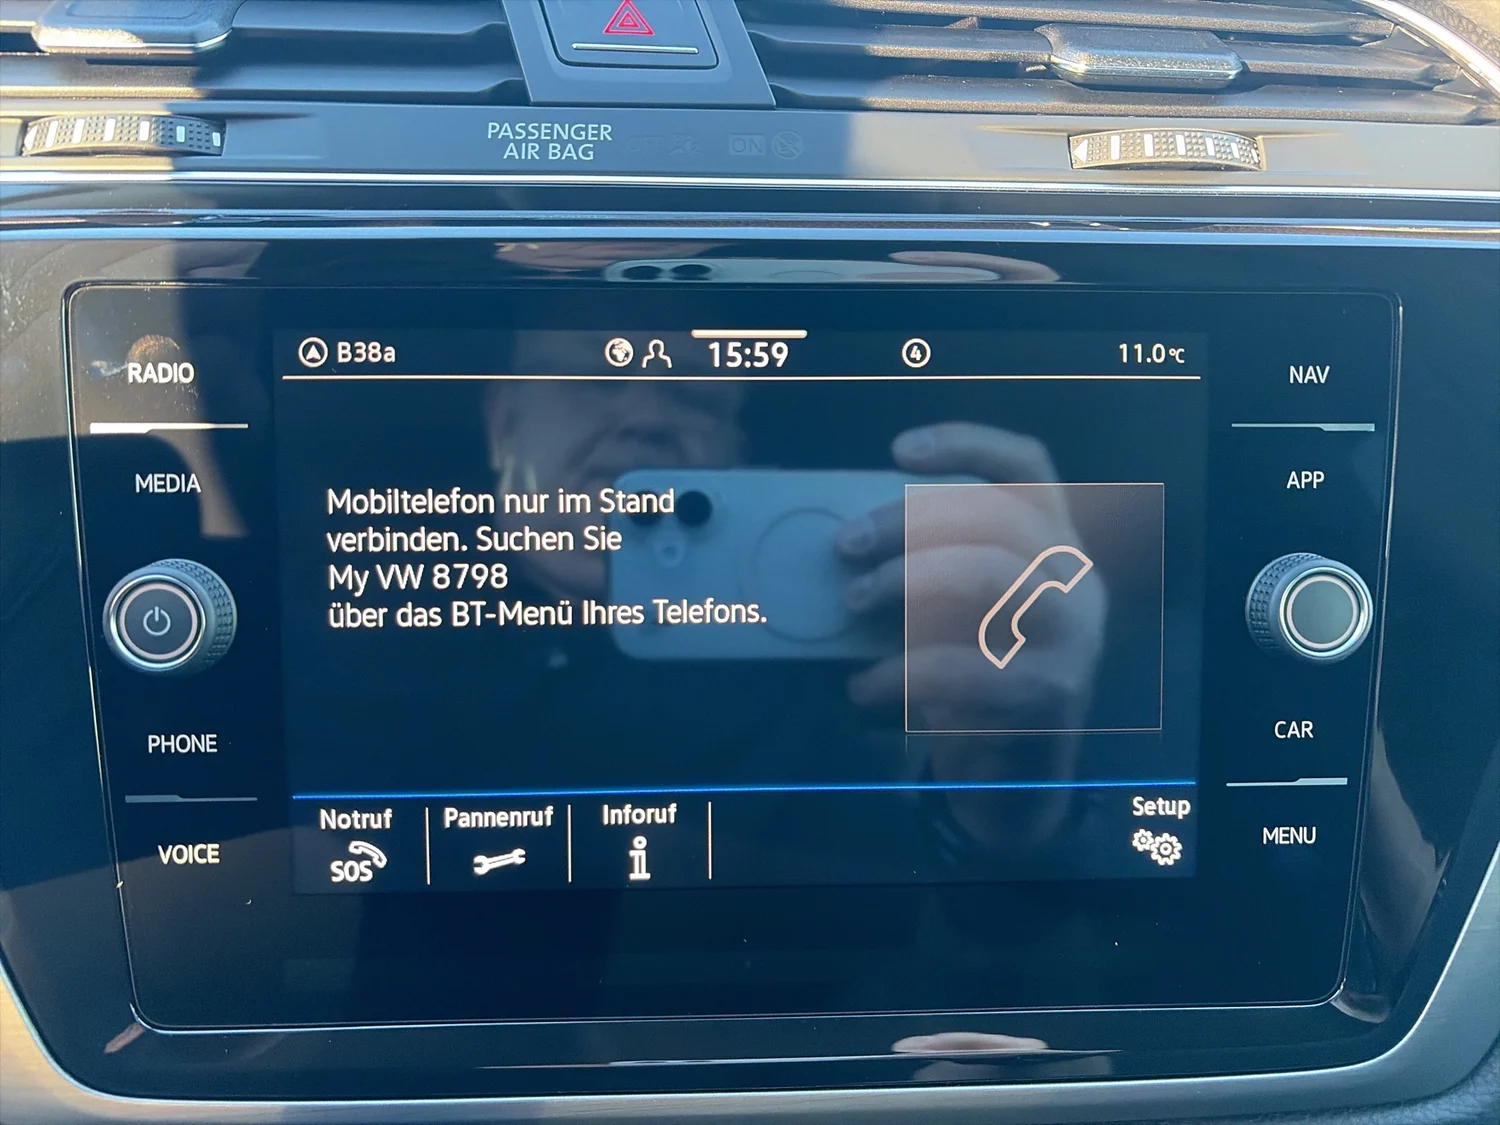 PASSENGER
AIR BAG
ON
RADIO
B38a
15:59
4
11.0°C
NAV
MEDIA
APP
Mobiltelefon nur im Stand
verbinden. Suchen Sie
My VW 8798
über das BT-Menü Ihres Telefons.
PHONE
CAR
Notruf
Pannenruf
Inforuf
Setup
SOS
i
VOICE
MENU